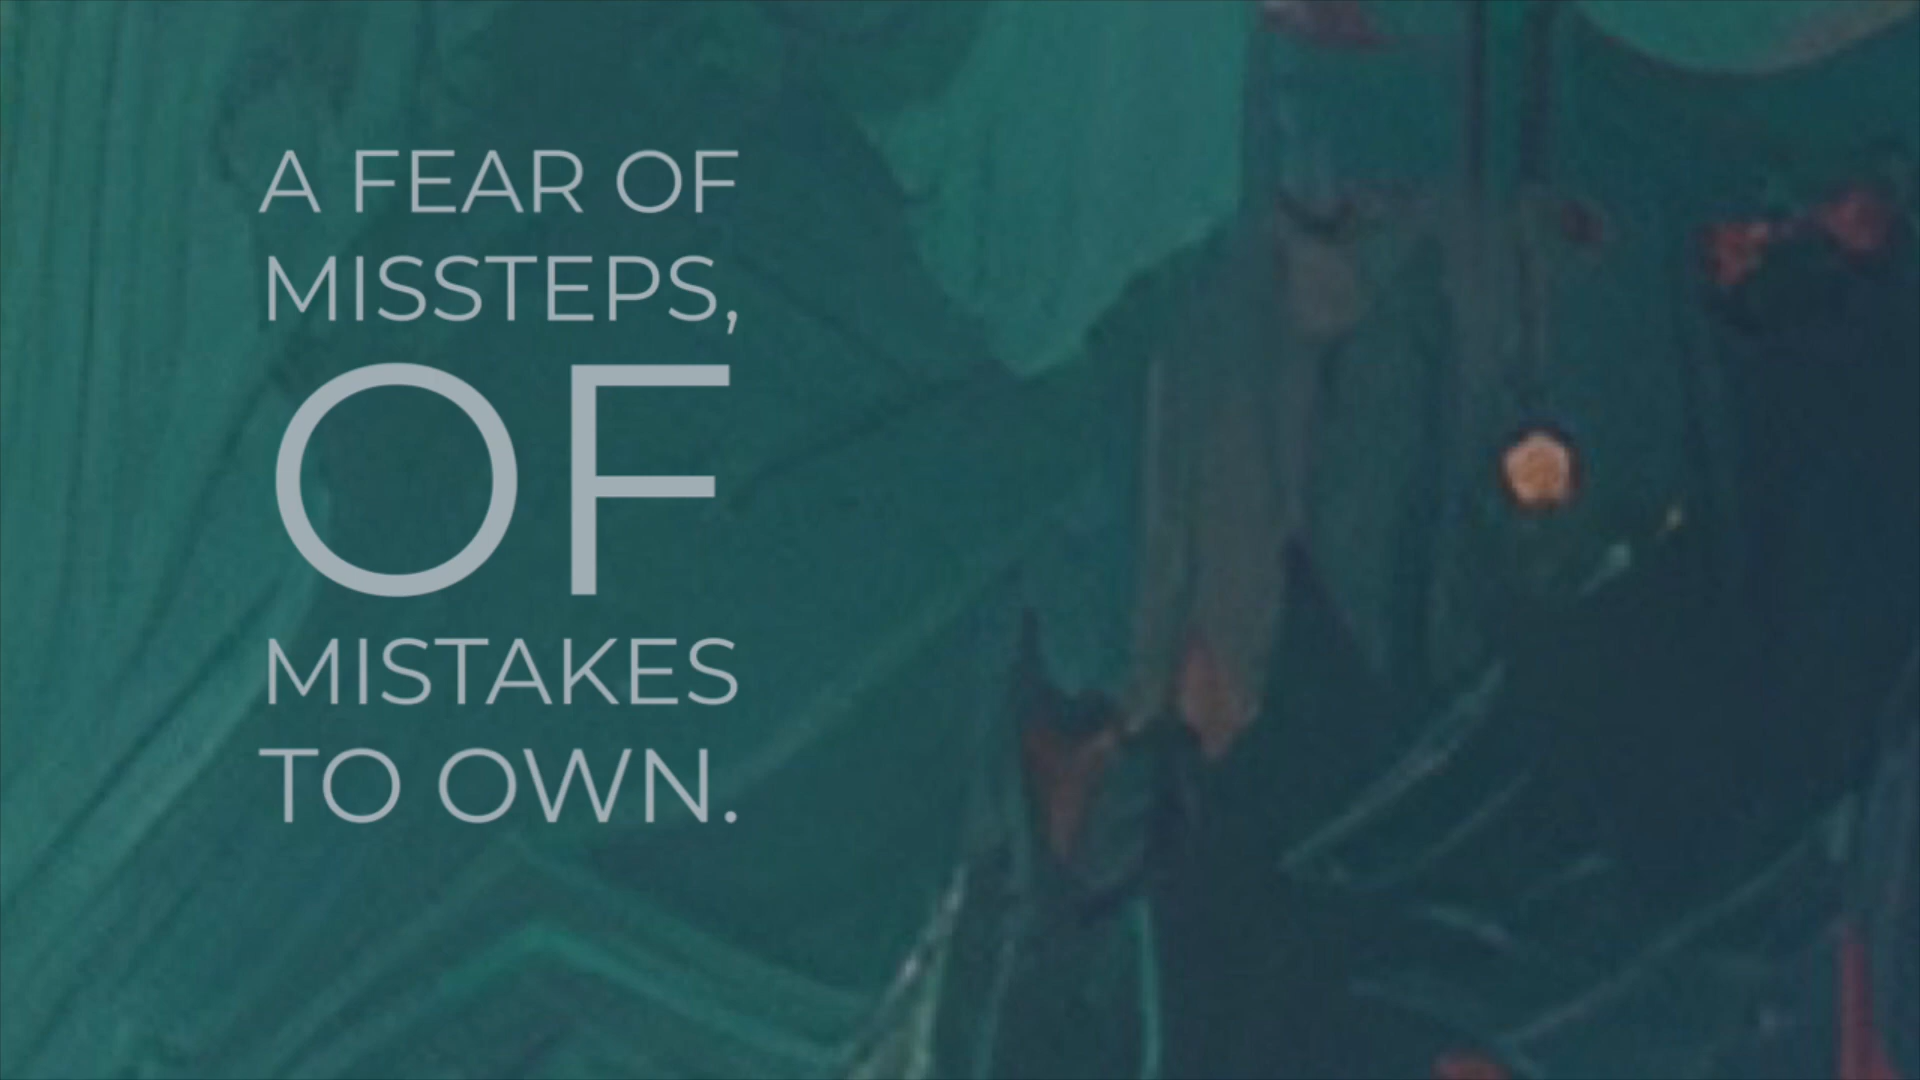 A FEAR OF
MISSTEPS,
OF
MISTAKES
TO OWN.